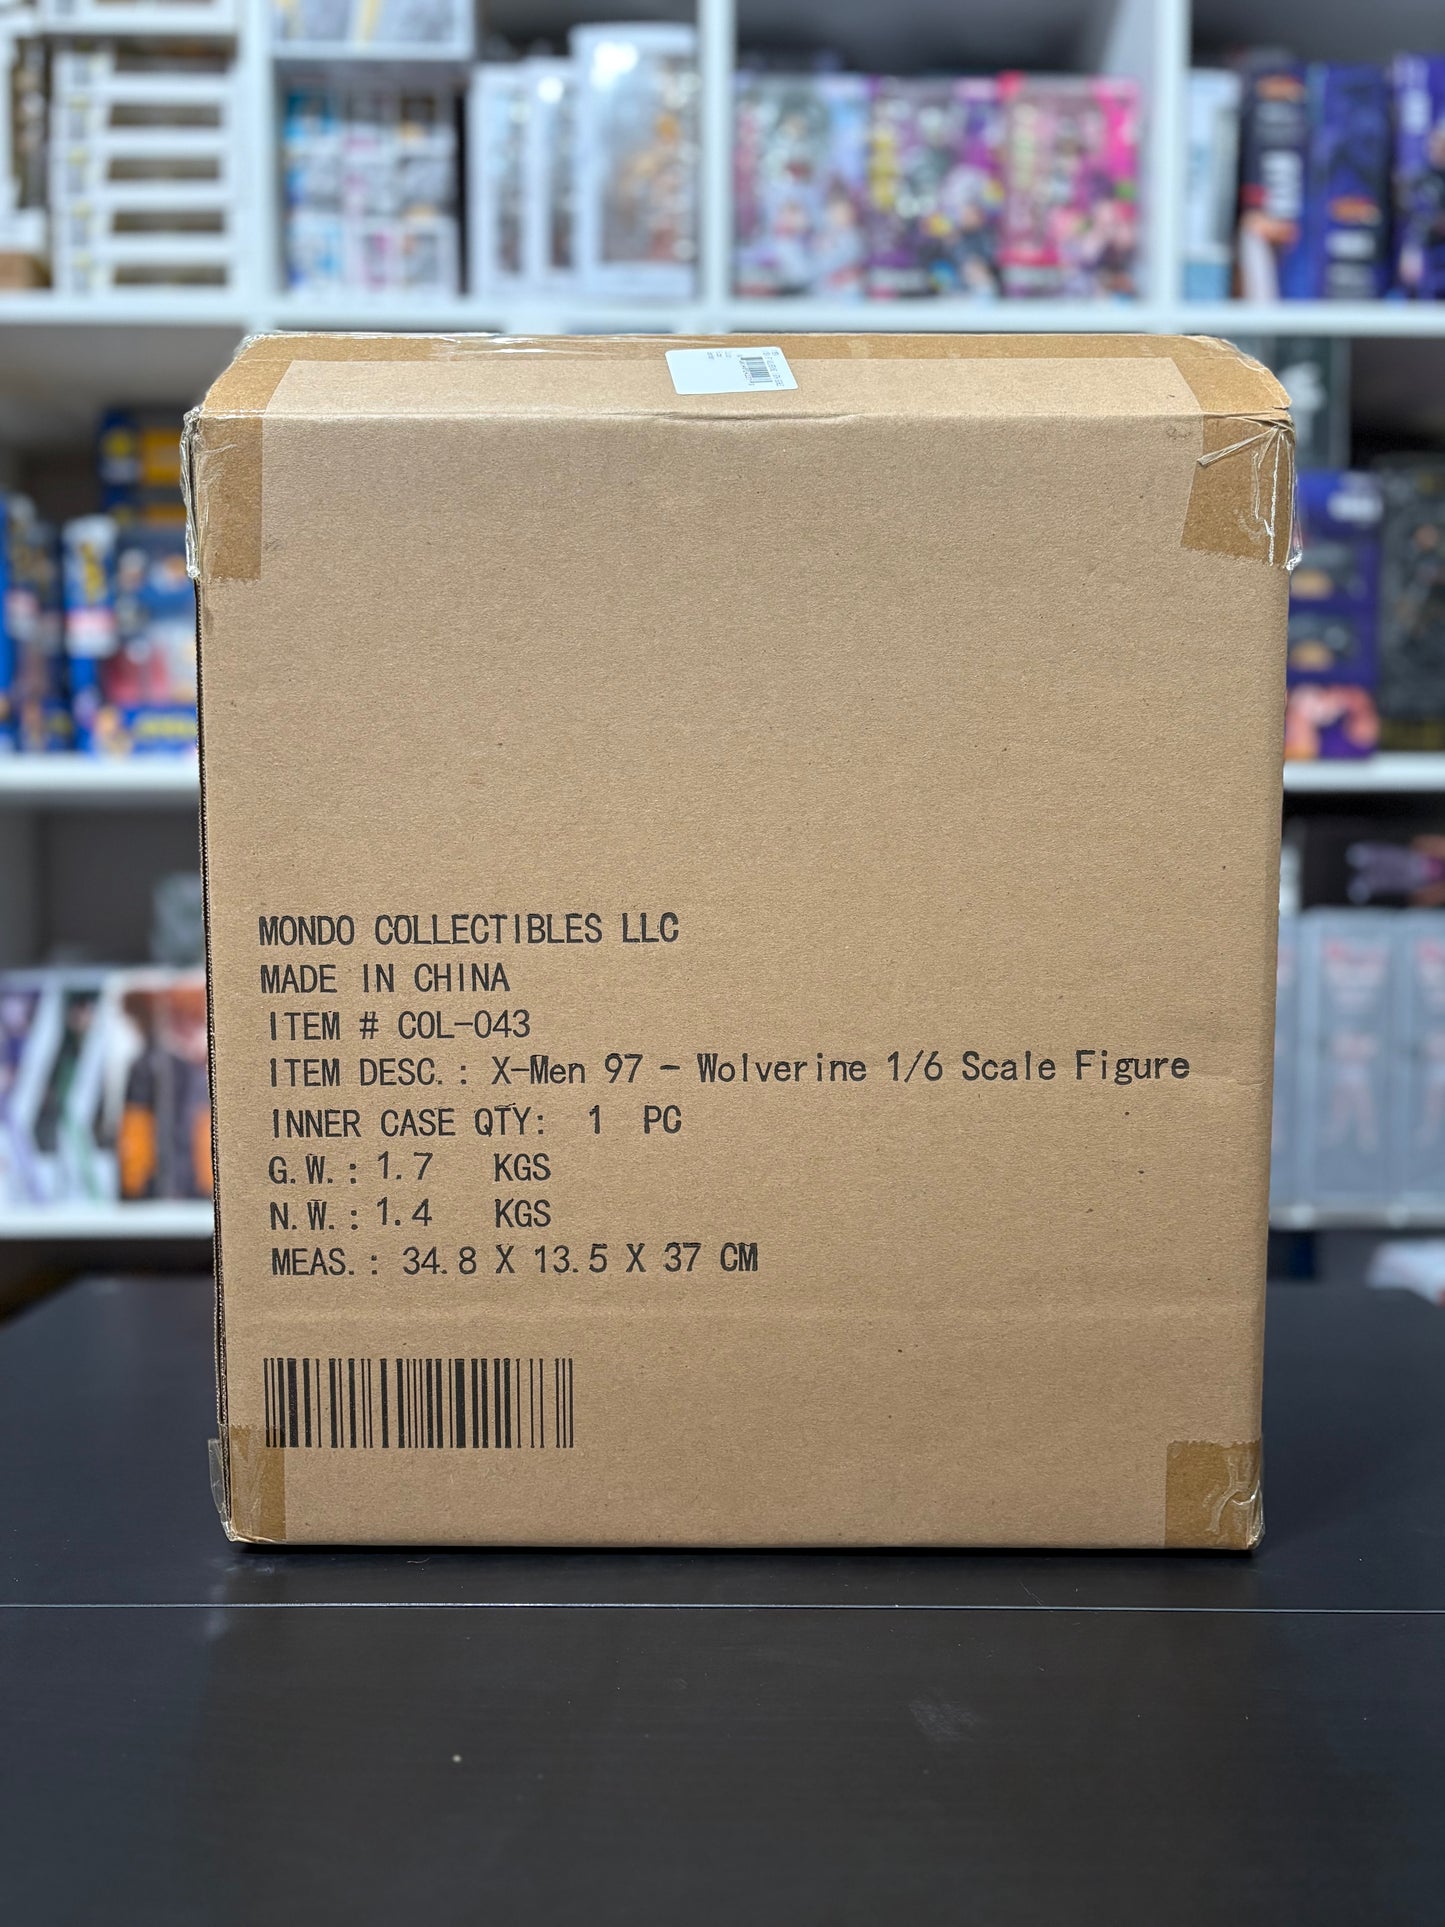 MONDO COLLECTIBLES LLC
MADE IN CHINA
ITEM # COL-043
ITEM DESC.: X-Men 97 - Wolverine 1/6 Scale Figure
INNER CASE QTY: 1 PC
G.W.: 1.7 KGS
N.W.: 1.4 KGS
MEAS.: 34.8 X 13.5 X 37 CM